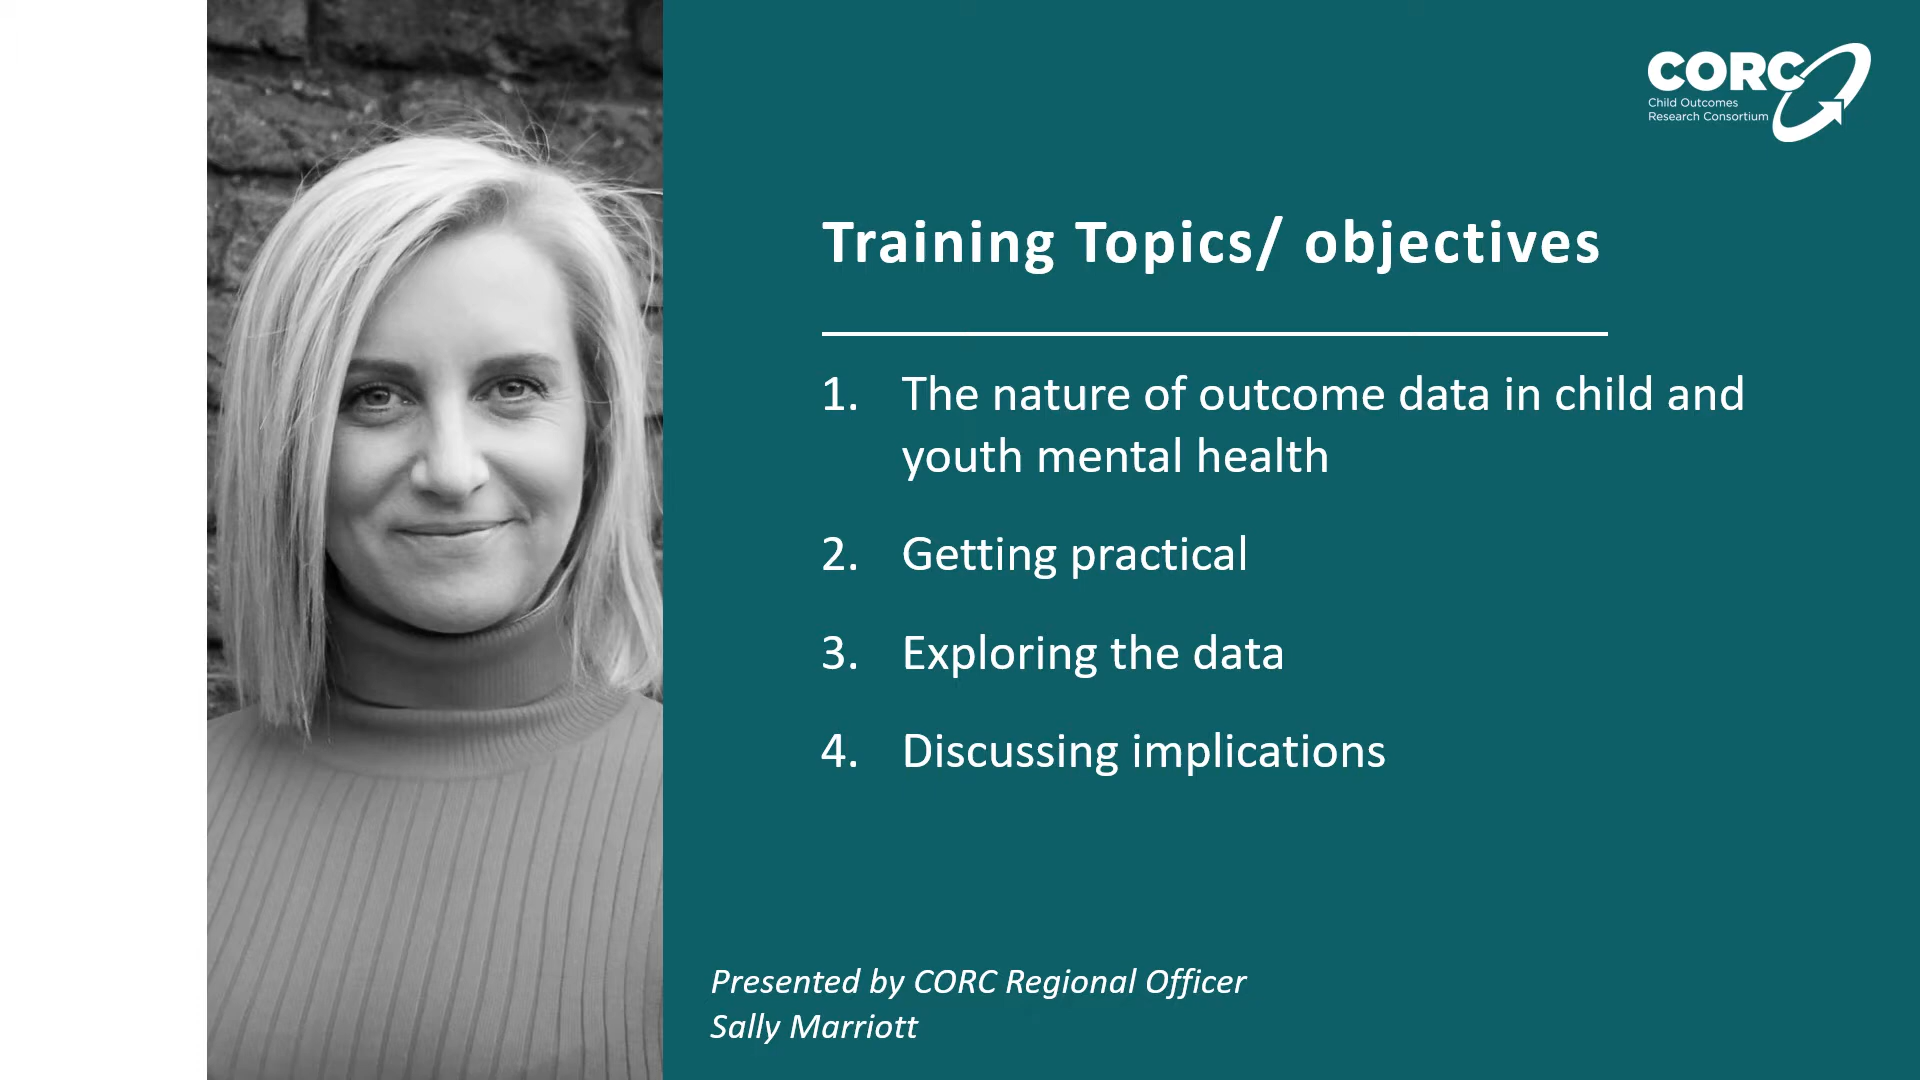 CORC
Child Outcomes
Research Consortium
Training Topics/ objectives
1. The nature of outcome data in child and
youth mental health
2. Getting practical
3. Exploring the data
4. Discussing implications
Presented by CORC Regional Officer
Sally Marriott